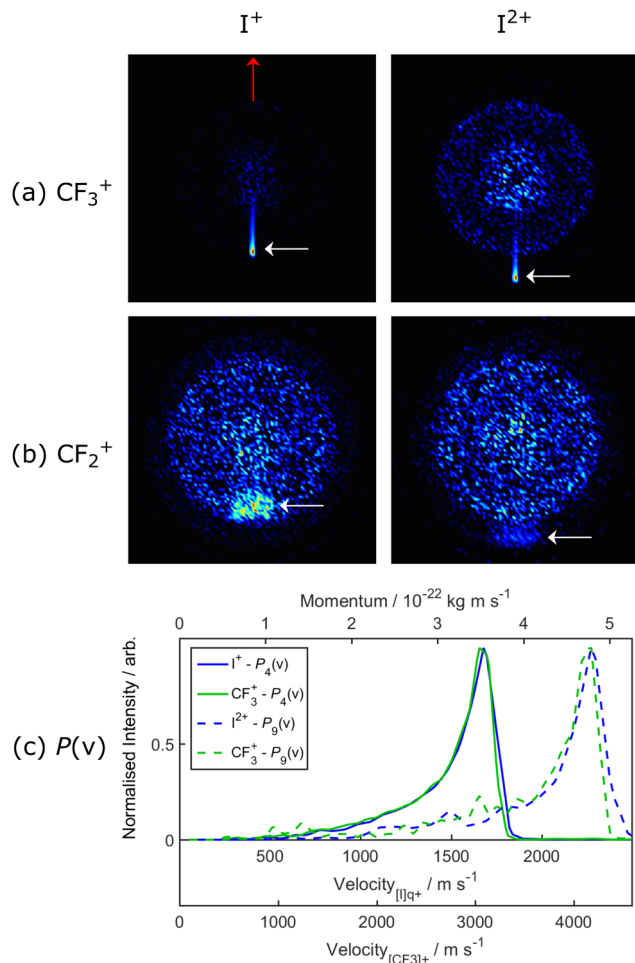 I⁺ I²⁺
(a) CF₃⁺
(b) CF₂⁺
Momentum / 10⁻²² kg m s⁻¹
0 1 2 3 4 5
(c) P(v)
Normalised Intensity / arb.
0.5
0
I⁺ - P₄(v)
CF₃⁺ - P₄(v)
I²⁺ - P₉(v)
CF₃⁺ - P₉(v)
500 1000 1500 2000
Velocity[I]q+ / m s⁻¹
0 1000 2000 3000 4000
Velocity[CF3]+ / m s⁻¹